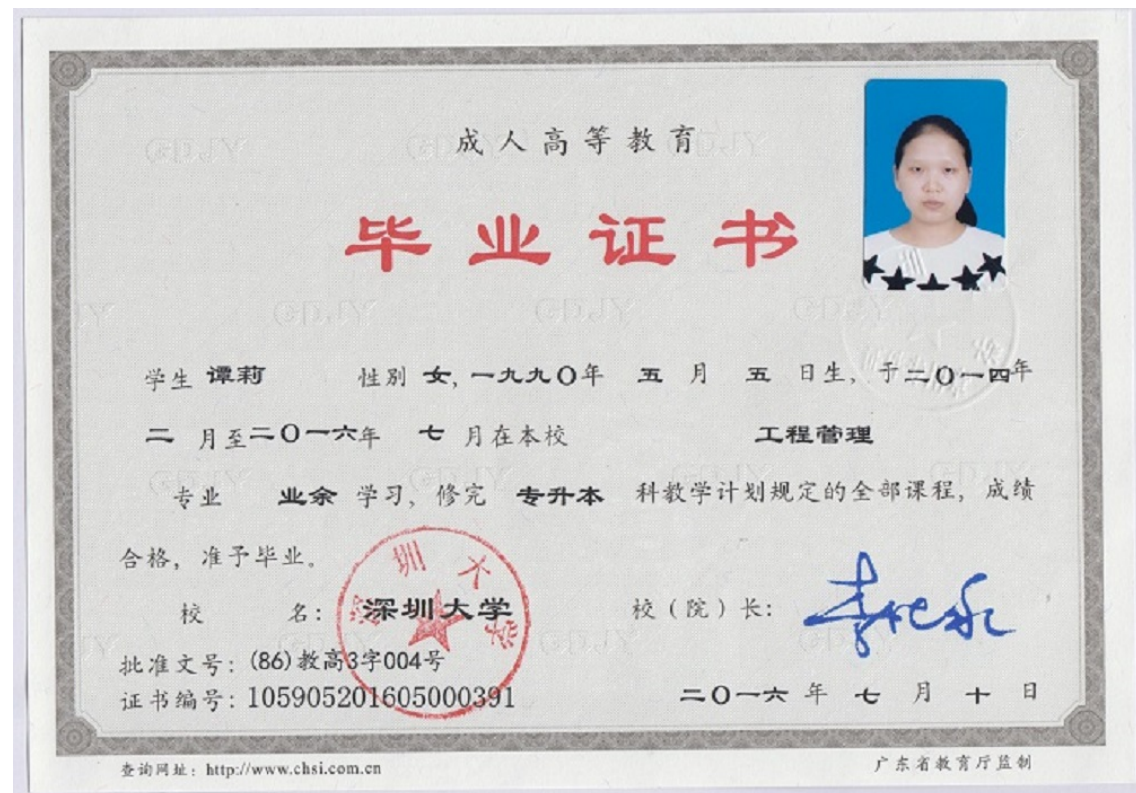 成人高等教育
毕业证书
学生 谭莉 性别 女, 一九九〇年 五 月 五 日生, 于二〇一四年
二 月至二〇一六年 七 月在本校 工程管理
专业 业余 学习, 修完 专升本 科教学计划规定的全部课程, 成绩
合格, 准予毕业。
校 名: 深圳大学 校(院)长:
深圳大学
批准文号: (86)教高3字004号
证书编号: 105905201605000391 二〇一六 年 七 月 十 日
查询网址: http://www.chsi.com.cn 广东省教育厅监制
GDJY